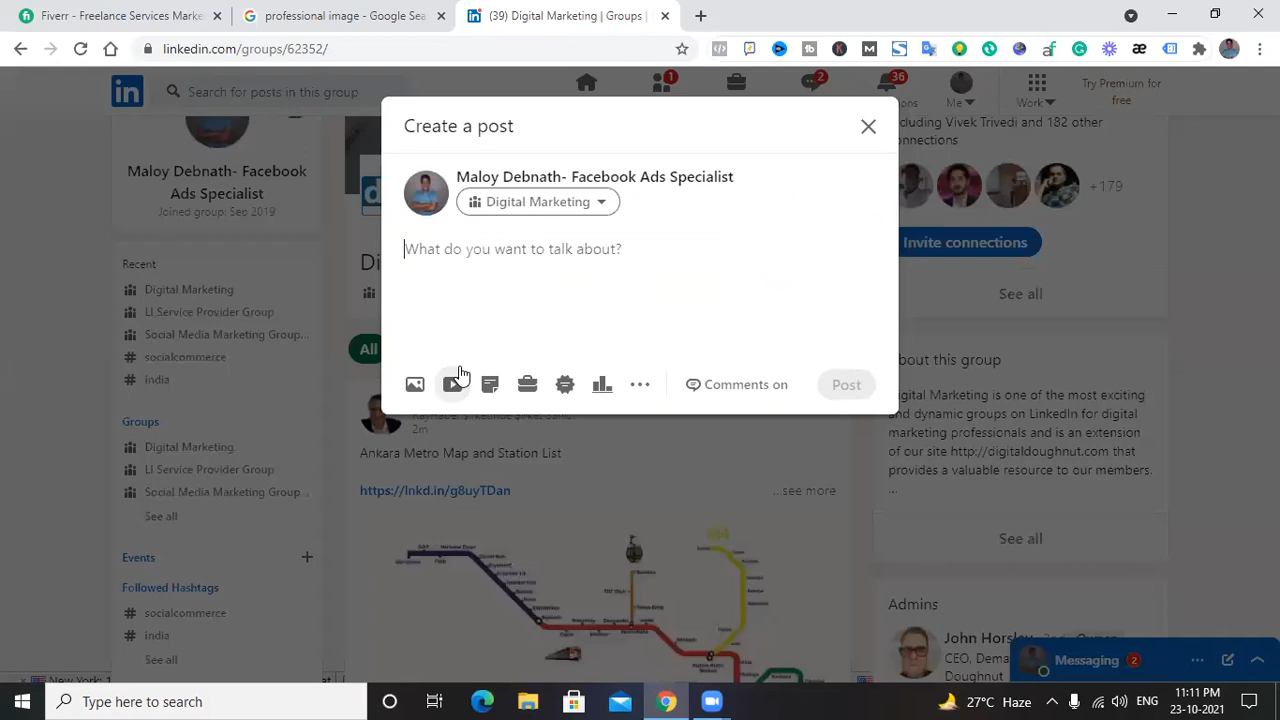 Fiverr - Freelance Services Marke
professional image - Google Sea
(39) Digital Marketing | Groups |
linkedin.com/groups/62352/
Search for posts in this group
1
2
36
Me
Work
Try Premium for
free
Create a post
Maloy Debnath- Facebook Ads Specialist
Digital Marketing
What do you want to talk about?
Comments on
Post
Maloy Debnath- Facebook
Ads Specialist
Joined group: Sep 2019
Recent
Digital Marketing
LI Service Provider Group
Social Media Marketing Group...
socialcommerce
india
Groups
Digital Marketing
LI Service Provider Group
Social Media Marketing Group...
See all
Events
Followed Hashtags
socialcommerce
india
See all
All
2m
Ankara Metro Map and Station List
https://lnkd.in/g8uyTDan
...see more
M4
including Vivek Trivedi and 182 other
connections
+179
Invite connections
See all
About this group
Digital Marketing is one of the most exciting
and dynamic groups on LinkedIn for digital
marketing professionals and is an extension
of our site http://digitaldoughnut.com that
provides a valuable resource to our members.
...
See all
Admins
John Horsley
CEO, Dema
Doughnut
Messaging
2
Type here to search
27°C Haze
ENG
11:11 PM
23-10-2021